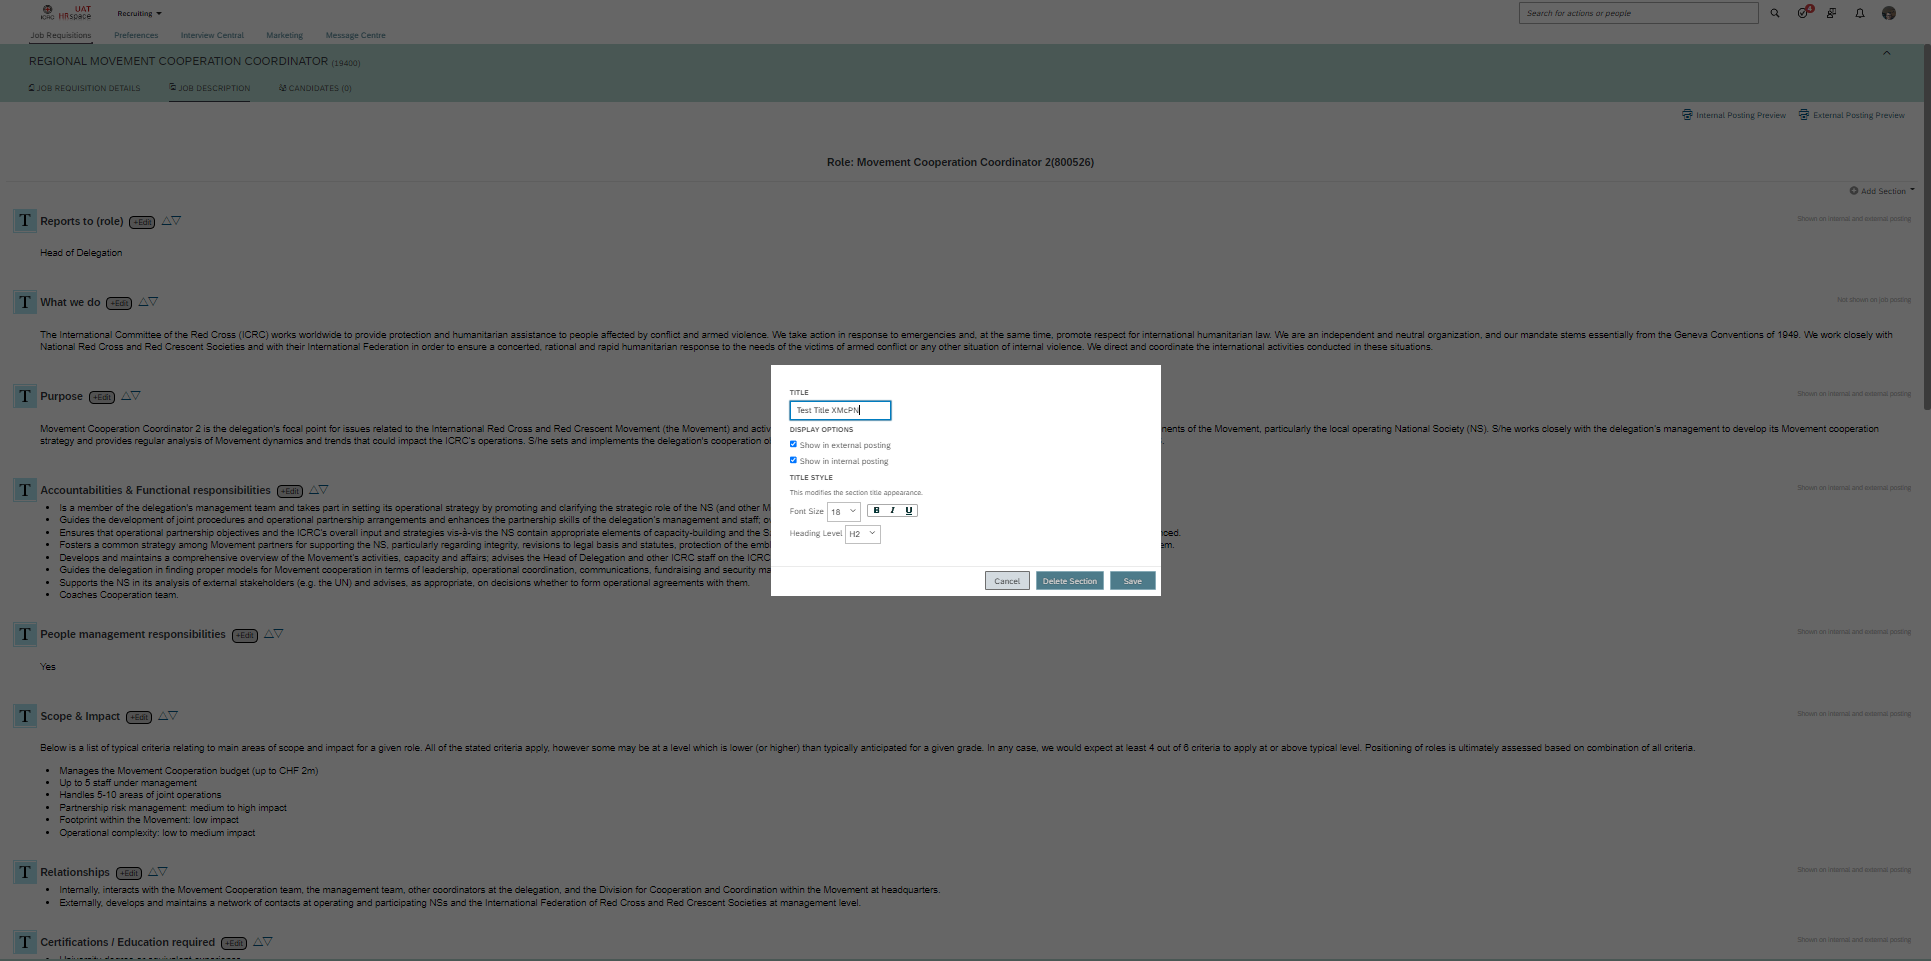 UAT
ICRC HRspace
Recruiting
Search for actions or people
4
Job Requisitions
Preferences
Interview Central
Marketing
Message Centre
REGIONAL MOVEMENT COOPERATION COORDINATOR (19400)
JOB REQUISITION DETAILS
JOB DESCRIPTION
CANDIDATES (0)
Internal Posting Preview
External Posting Preview
Role: Movement Cooperation Coordinator 2(800526)
Add Section
T Reports to (role) +Edit
Shown on internal and external posting
Head of Delegation
T What we do +Edit
Not shown on job posting
The International Committee of the Red Cross (ICRC) works worldwide to provide protection and humanitarian assistance to people affected by conflict and armed violence. We take action in response to emergencies and, at the same time, promote respect for international humanitarian law. We are an independent and neutral organization, and our mandate stems essentially from the Geneva Conventions of 1949. We work closely with
National Red Cross and Red Crescent Societies and with their International Federation in order to ensure a concerted, rational and rapid humanitarian response to the needs of the victims of armed conflict or any other situation of internal violence. We direct and coordinate the international activities conducted in these situations.
T Purpose +Edit
Shown on internal and external posting
Movement Cooperation Coordinator 2 is the delegation's focal point for issues related to the International Red Cross and Red Crescent Movement (the Movement) and activ
nents of the Movement, particularly the local operating National Society (NS). S/he works closely with the delegation's management to develop its Movement cooperation
strategy and provides regular analysis of Movement dynamics and trends that could impact the ICRC's operations. S/he sets and implements the delegation's cooperation o
TITLE
Test Title XMcPN
DISPLAY OPTIONS
Show in external posting
Show in internal posting
TITLE STYLE
This modifies the section title appearance.
Font Size 18 B I U
Heading Level H2
Cancel
Delete Section
Save
T Accountabilities & Functional responsibilities +Edit
Shown on internal and external posting
• Is a member of the delegation's management team and takes part in setting its operational strategy by promoting and clarifying the strategic role of the NS (and other M
• Guides the development of joint procedures and operational partnership arrangements and enhances the partnership skills of the delegation's management and staff; ov
• Ensures that operational partnership objectives and the ICRC's overall input and strategies vis-à-vis the NS contain appropriate elements of capacity-building and the S
nced.
• Fosters a common strategy among Movement partners for supporting the NS, particularly regarding integrity, revisions to legal basis and statutes, protection of the emb
em.
• Develops and maintains a comprehensive overview of the Movement's activities, capacity and affairs; advises the Head of Delegation and other ICRC staff on the ICRC
• Guides the delegation in finding proper models for Movement cooperation in terms of leadership, operational coordination, communications, fundraising and security ma
• Supports the NS in its analysis of external stakeholders (e.g. the UN) and advises, as appropriate, on decisions whether to form operational agreements with them.
• Coaches Cooperation team.
T People management responsibilities +Edit
Shown on internal and external posting
Yes
T Scope & Impact +Edit
Shown on internal and external posting
Below is a list of typical criteria relating to main areas of scope and impact for a given role. All of the stated criteria apply, however some may be at a level which is lower (or higher) than typically anticipated for a given grade. In any case, we would expect at least 4 out of 6 criteria to apply at or above typical level. Positioning of roles is ultimately assessed based on combination of all criteria.
• Manages the Movement Cooperation budget (up to CHF 2m)
• Up to 5 staff under management
• Handles 5-10 areas of joint operations
• Partnership risk management: medium to high impact
• Footprint within the Movement: low impact
• Operational complexity: low to medium impact
T Relationships +Edit
Shown on internal and external posting
• Internally, interacts with the Movement Cooperation team, the management team, other coordinators at the delegation, and the Division for Cooperation and Coordination within the Movement at headquarters.
• Externally, develops and maintains a network of contacts at operating and participating NSs and the International Federation of Red Cross and Red Crescent Societies at management level.
T Certifications / Education required +Edit
Shown on internal and external posting